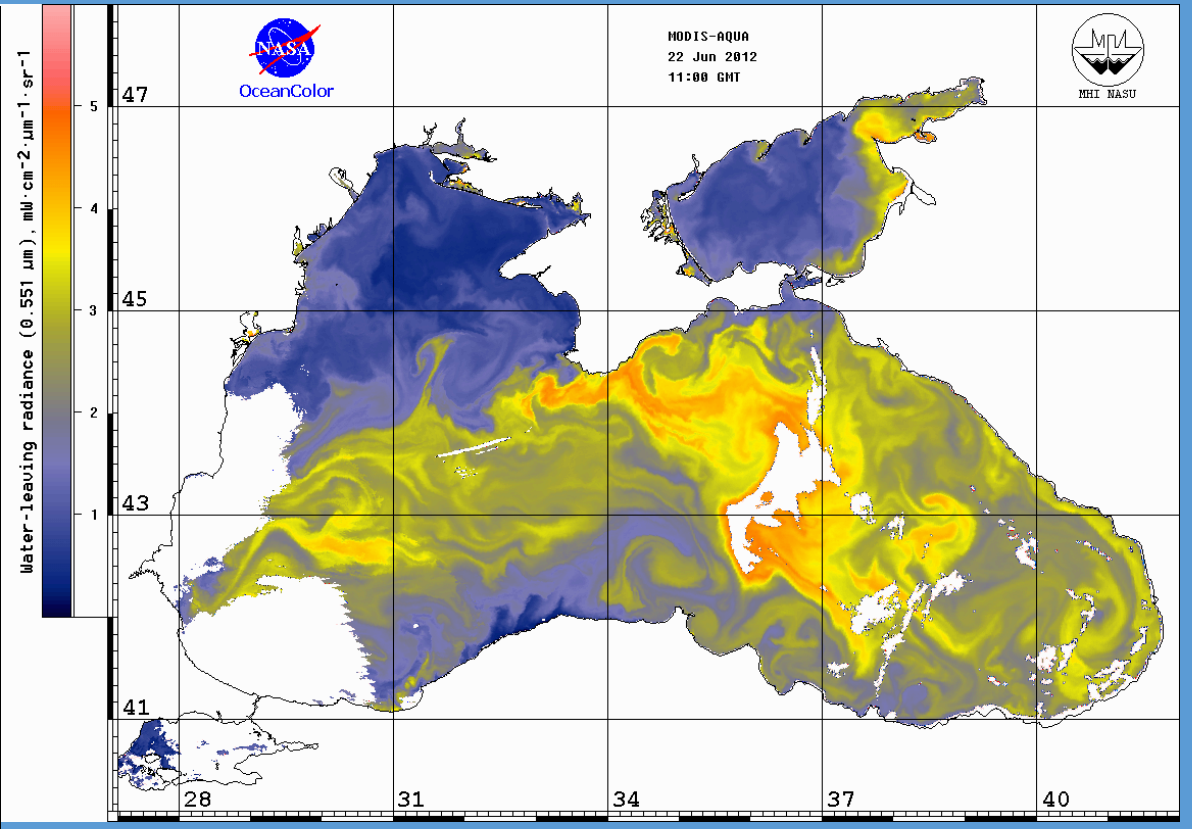 Water-leaving radiance (0.551 μm), mW·cm-2·μm-1·sr-1
5
4
3
2
1
NASA
OceanColor
MODIS-AQUA
22 Jun 2012
11:00 GMT
MHI NASU
47
45
43
41
28
31
34
37
40